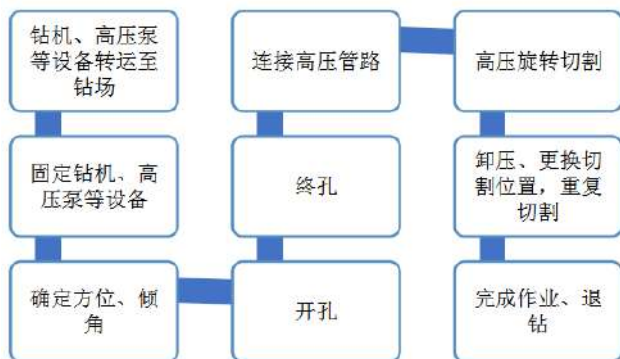 钻机、高压泵
等设备转运至
钻场
固定钻机、高
压泵等设备
确定方位、倾
角
开孔
终孔
连接高压管路
高压旋转切割
卸压、更换切
割位置，重复
切割
完成作业、退
钻